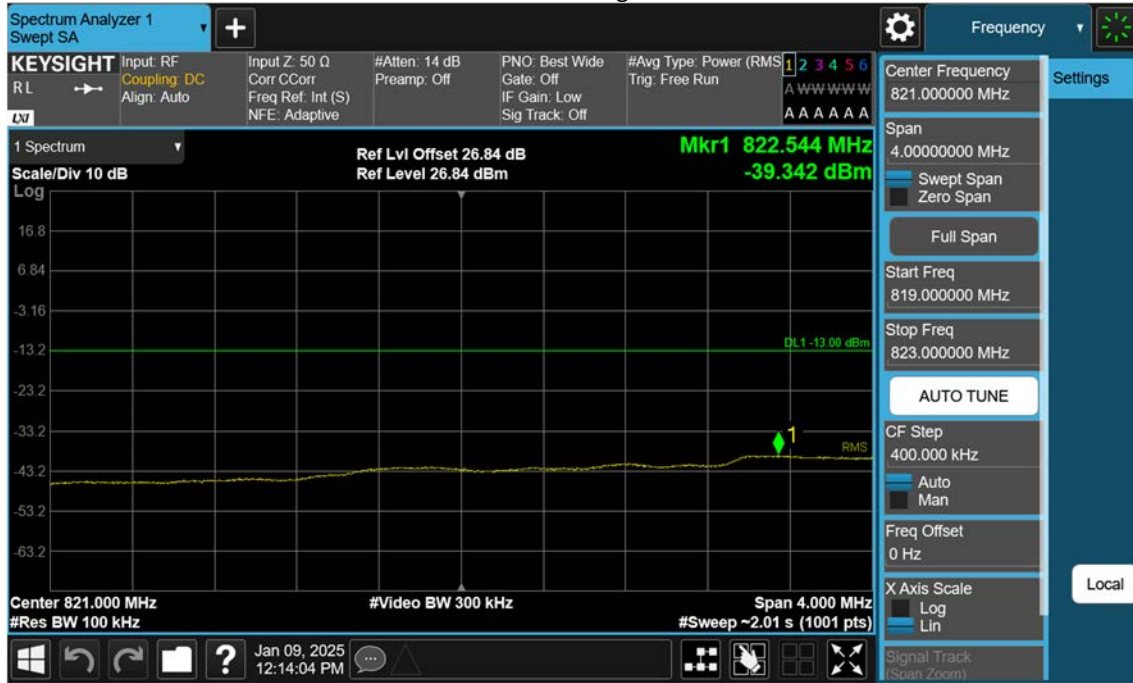 Spectrum Analyzer 1
Swept SA
Frequency
KEYSIGHT
RL
LXI
Input: RF
Coupling: DC
Align: Auto
Input Z: 50 Ω
Corr CCorr
Freq Ref: Int (S)
NFE: Adaptive
#Atten: 14 dB
Preamp: Off
PNO: Best Wide
Gate: Off
IF Gain: Low
Sig Track: Off
#Avg Type: Power (RMS
Trig: Free Run
1 2 3 4 5 6
A W W W W W
A A A A A A
1 Spectrum
Scale/Div 10 dB
Ref Lvl Offset 26.84 dB
Ref Level 26.84 dBm
Mkr1 822.544 MHz
-39.342 dBm
Log
16.8
6.84
-3.16
-13.2
DL1 -13.00 dBm
-23.2
-33.2
1
RMS
-43.2
-53.2
-63.2
Center 821.000 MHz
#Video BW 300 kHz
Span 4.000 MHz
#Res BW 100 kHz
#Sweep ~2.01 s (1001 pts)
Center Frequency
821.000000 MHz
Settings
Span
4.00000000 MHz
Swept Span
Zero Span
Full Span
Start Freq
819.000000 MHz
Stop Freq
823.000000 MHz
AUTO TUNE
CF Step
400.000 kHz
Auto
Man
Freq Offset
0 Hz
X Axis Scale
Log
Lin
Local
Signal Track
(Span Zoom)
?
Jan 09, 2025
12:14:04 PM